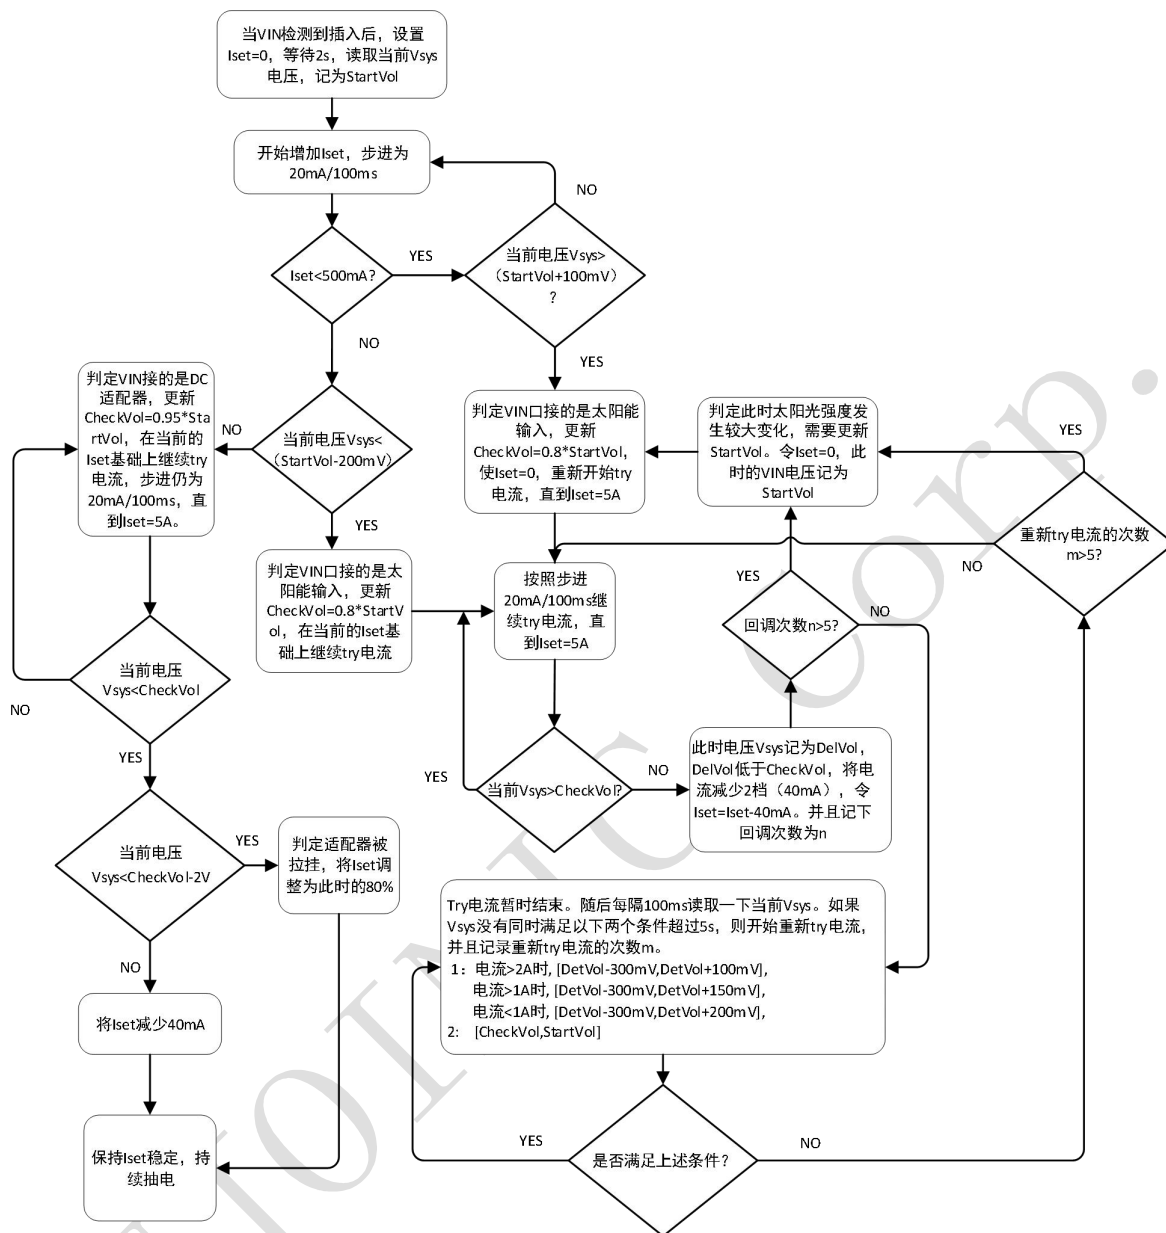 当VIN检测到插入后，设置
Iset=0，等待2s，读取当前Vsys
电压，记为StartVol
开始增加Iset，步进为
20mA/100ms
NO
Iset<500mA?
YES
当前电压Vsys>
（StartVol+100mV）
?
NO
YES
判定VIN接的是DC
适配器，更新
CheckVol=0.95*Sta
rtVol，在当前的
Iset基础上继续try
电流，步进仍为
20mA/100ms，直
到Iset=5A。
NO
当前电压Vsys<
(StartVol-200mV)
YES
判定VIN口接的是太阳能
输入，更新
CheckVol=0.8*StartVol，
使Iset=0，重新开始try
电流，直到Iset=5A
判定此时太阳光强度发
生较大变化，需要更新
StartVol。令Iset=0，此
时的VIN电压记为
StartVol
YES
重新try电流的次数
m>5?
NO
判定VIN口接的是太
阳能输入，更新
CheckVol=0.8*StartV
ol，在当前的Iset基
础上继续try电流
按照步进
20mA/100ms继
续try电流，直
到Iset=5A
YES
回调次数n>5?
NO
当前电压
Vsys<CheckVol
NO
YES
当前Vsys>CheckVol?
YES
NO
此时电压Vsys记为DelVol，
DelVol低于CheckVol，将电
流减少2档（40mA），令
Iset=Iset-40mA。并且记下
回调次数为n
当前电压
Vsys<CheckVol-2V
YES
判定适配器被
拉挂，将Iset调
整为此时的80%
NO
将Iset减少40mA
保持Iset稳定，持
续抽电
Try电流暂时结束。随后每隔100ms读取一下当前Vsys。如果
Vsys没有同时满足以下两个条件超过5s，则开始重新try电流，
并且记录重新try电流的次数m。
1：电流>2A时, [DetVol-300mV,DetVol+100mV],
电流>1A时, [DetVol-300mV,DetVol+150mV],
电流<1A时, [DetVol-300mV,DetVol+200mV],
2: [CheckVol,StartVol]
YES
是否满足上述条件?
NO
Corp.